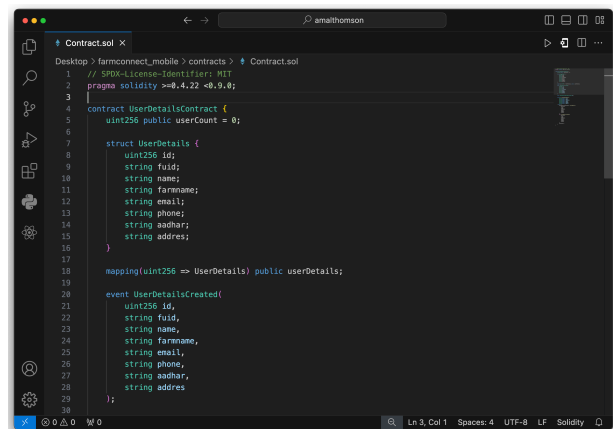 amalthomson
Contract.sol
Desktop > farmconnect_mobile > contracts > Contract.sol
1 // SPDX-License-Identifier: MIT
2 pragma solidity >=0.4.22 <0.9.0;
3
4 contract UserDetailsContract {
5 uint256 public userCount = 0;
6
7 struct UserDetails {
8 uint256 id;
9 string fuid;
10 string name;
11 string farmname;
12 string email;
13 string phone;
14 string aadhar;
15 string addres;
16 }
17
18 mapping(uint256 => UserDetails) public userDetails;
19
20 event UserDetailsCreated(
21 uint256 id,
22 string fuid,
23 string name,
24 string farmname,
25 string email,
26 string phone,
27 string aadhar,
28 string addres
29 );
30
0 0 0 Ln 3, Col 1 Spaces: 4 UTF-8 LF Solidity